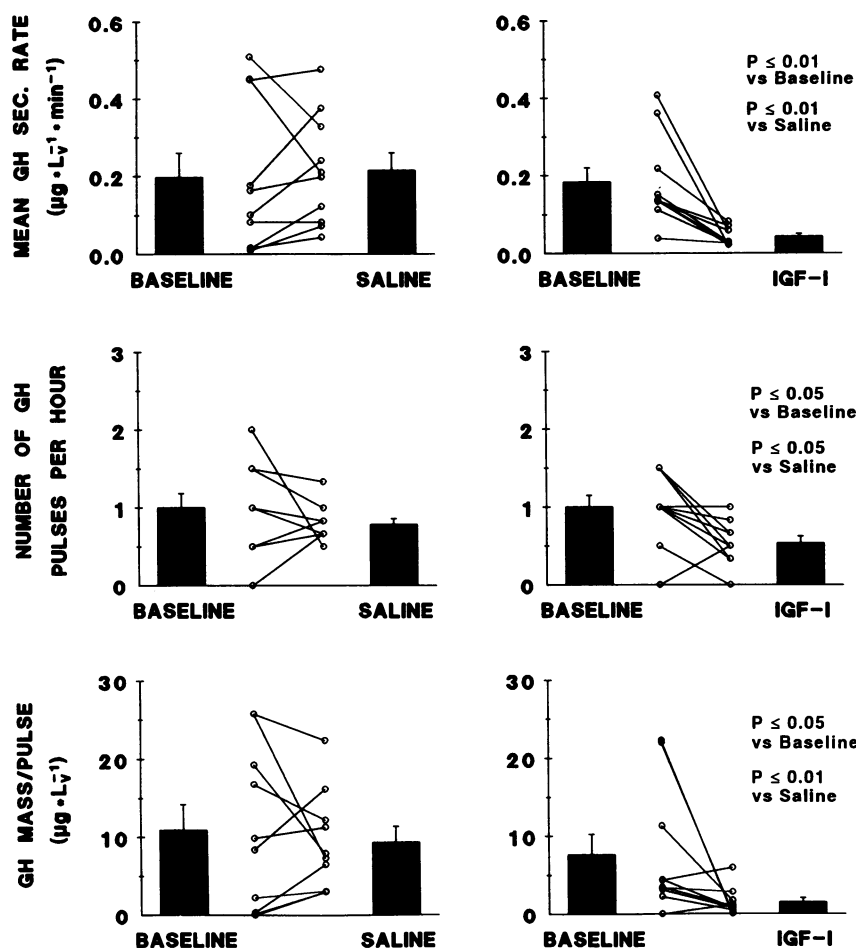 MEAN GH SEC. RATE
(µg • Lv⁻¹ • min⁻¹)
0.6
0.4
0.2
0.0
BASELINE
SALINE
0.6
0.4
0.2
0.0
P ≤ 0.01
vs Baseline
P ≤ 0.01
vs Saline
BASELINE
IGF-I
NUMBER OF GH
PULSES PER HOUR
3
2
1
0
BASELINE
SALINE
3
2
1
0
P ≤ 0.05
vs Baseline
P ≤ 0.05
vs Saline
BASELINE
IGF-I
GH MASS/PULSE
(µg • Lv⁻¹)
30
20
10
0
BASELINE
SALINE
30
20
10
0
P ≤ 0.05
vs Baseline
P ≤ 0.01
vs Saline
BASELINE
IGF-I